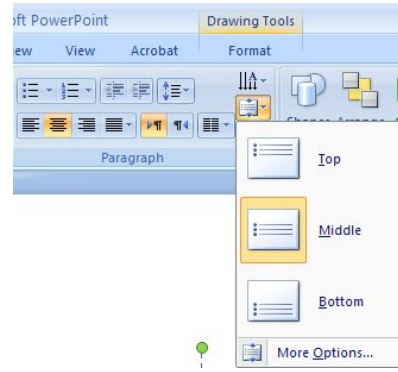 oft PowerPoint
Drawing Tools
ew View Acrobat Format
Paragraph
Top
Middle
Bottom
More Options...